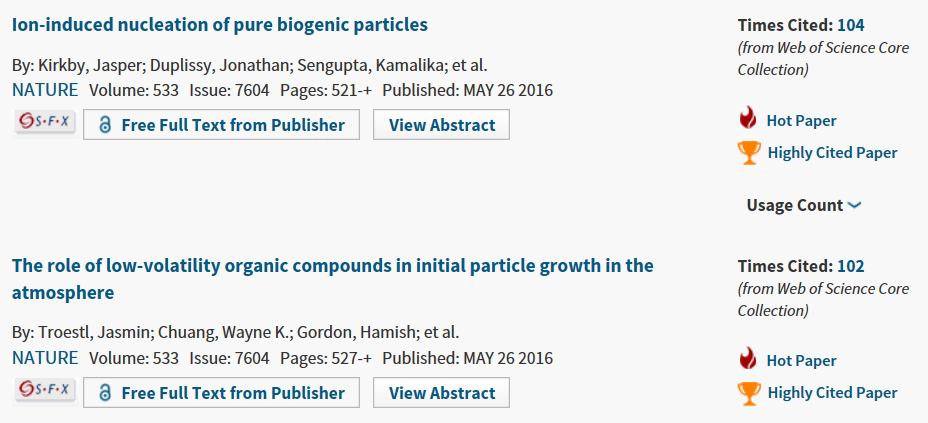 Ion-induced nucleation of pure biogenic particles
By: Kirkby, Jasper; Duplissy, Jonathan; Sengupta, Kamalika; et al.
NATURE Volume: 533 Issue: 7604 Pages: 521-+ Published: MAY 26 2016
S·F·X Free Full Text from Publisher View Abstract
Times Cited: 104
(from Web of Science Core
Collection)
Hot Paper
Highly Cited Paper
Usage Count
The role of low-volatility organic compounds in initial particle growth in the
atmosphere
By: Troestl, Jasmin; Chuang, Wayne K.; Gordon, Hamish; et al.
NATURE Volume: 533 Issue: 7604 Pages: 527-+ Published: MAY 26 2016
S·F·X Free Full Text from Publisher View Abstract
Times Cited: 102
(from Web of Science Core
Collection)
Hot Paper
Highly Cited Paper